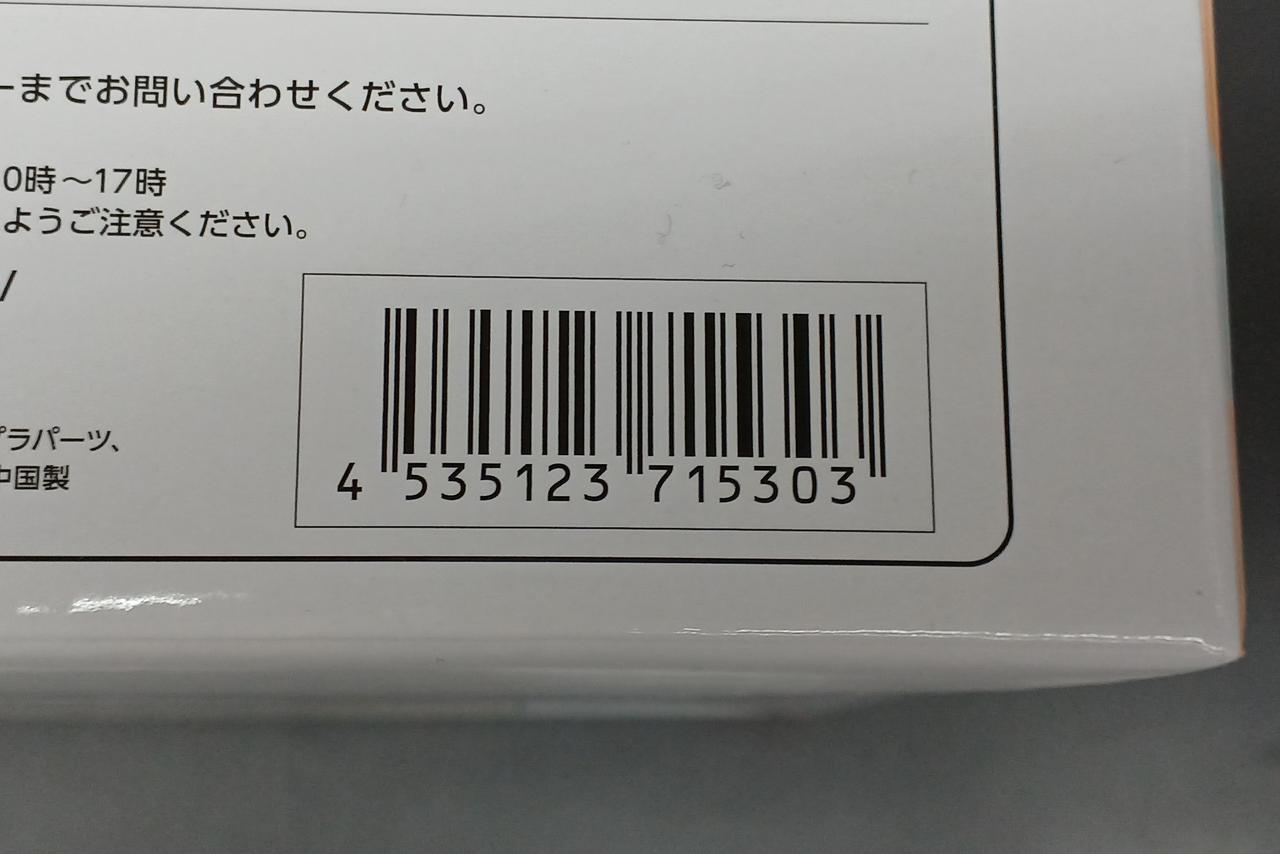 ーまでお問い合わせください。
0時～17時
ようご注意ください。
/
プラパーツ、
中国製
4 535123 715303